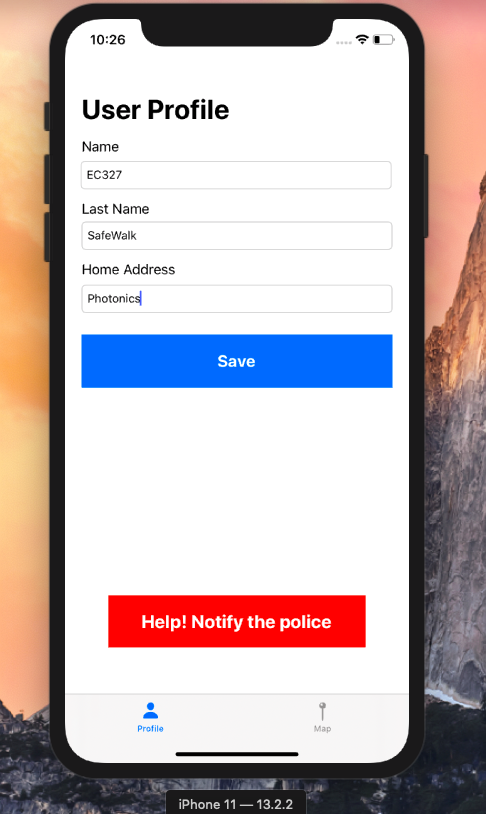 10:26
User Profile
Name
EC327
Last Name
SafeWalk
Home Address
Photonics
Save
Help! Notify the police
Profile
Map
iPhone 11 — 13.2.2